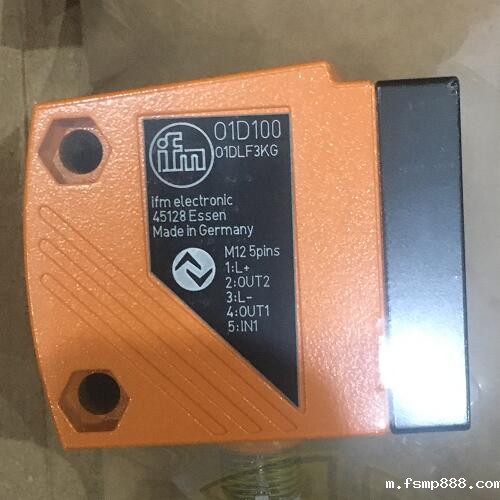 ifm
O1D100
O1DLF3KG
ifm electronic
45128 Essen
Made in Germany
M12 5pins
1:L+
2:OUT2
3:L-
4:OUT1
5:IN1
m.fsmp888.com